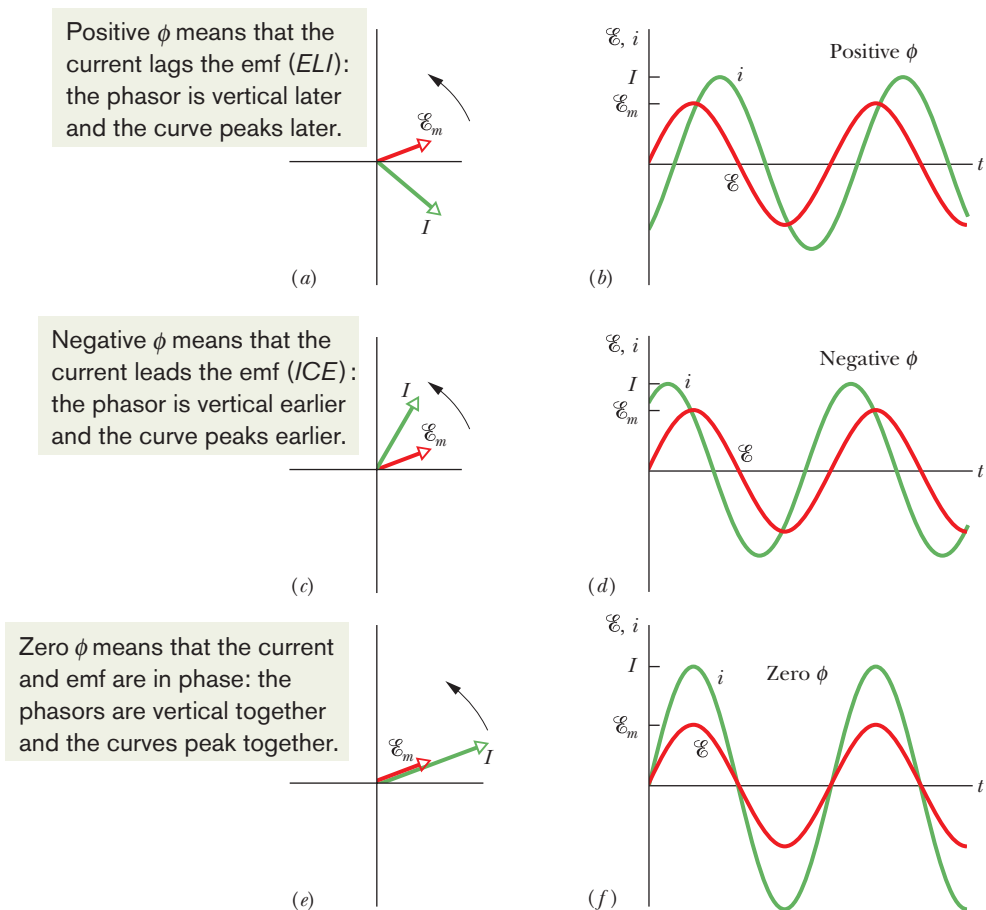 Positive ϕ means that the
current lags the emf (ELI):
the phasor is vertical later
and the curve peaks later.
ℰm
I
(a)
ℰ, i
Positive ϕ
I
i
ℰm
ℰ
t
(b)
Negative ϕ means that the
current leads the emf (ICE):
the phasor is vertical earlier
and the curve peaks earlier.
I
ℰm
(c)
ℰ, i
Negative ϕ
I
i
ℰm
ℰ
t
(d)
Zero ϕ means that the current
and emf are in phase: the
phasors are vertical together
and the curves peak together.
ℰm
I
(e)
ℰ, i
I
i
Zero ϕ
ℰm
ℰ
t
(f)